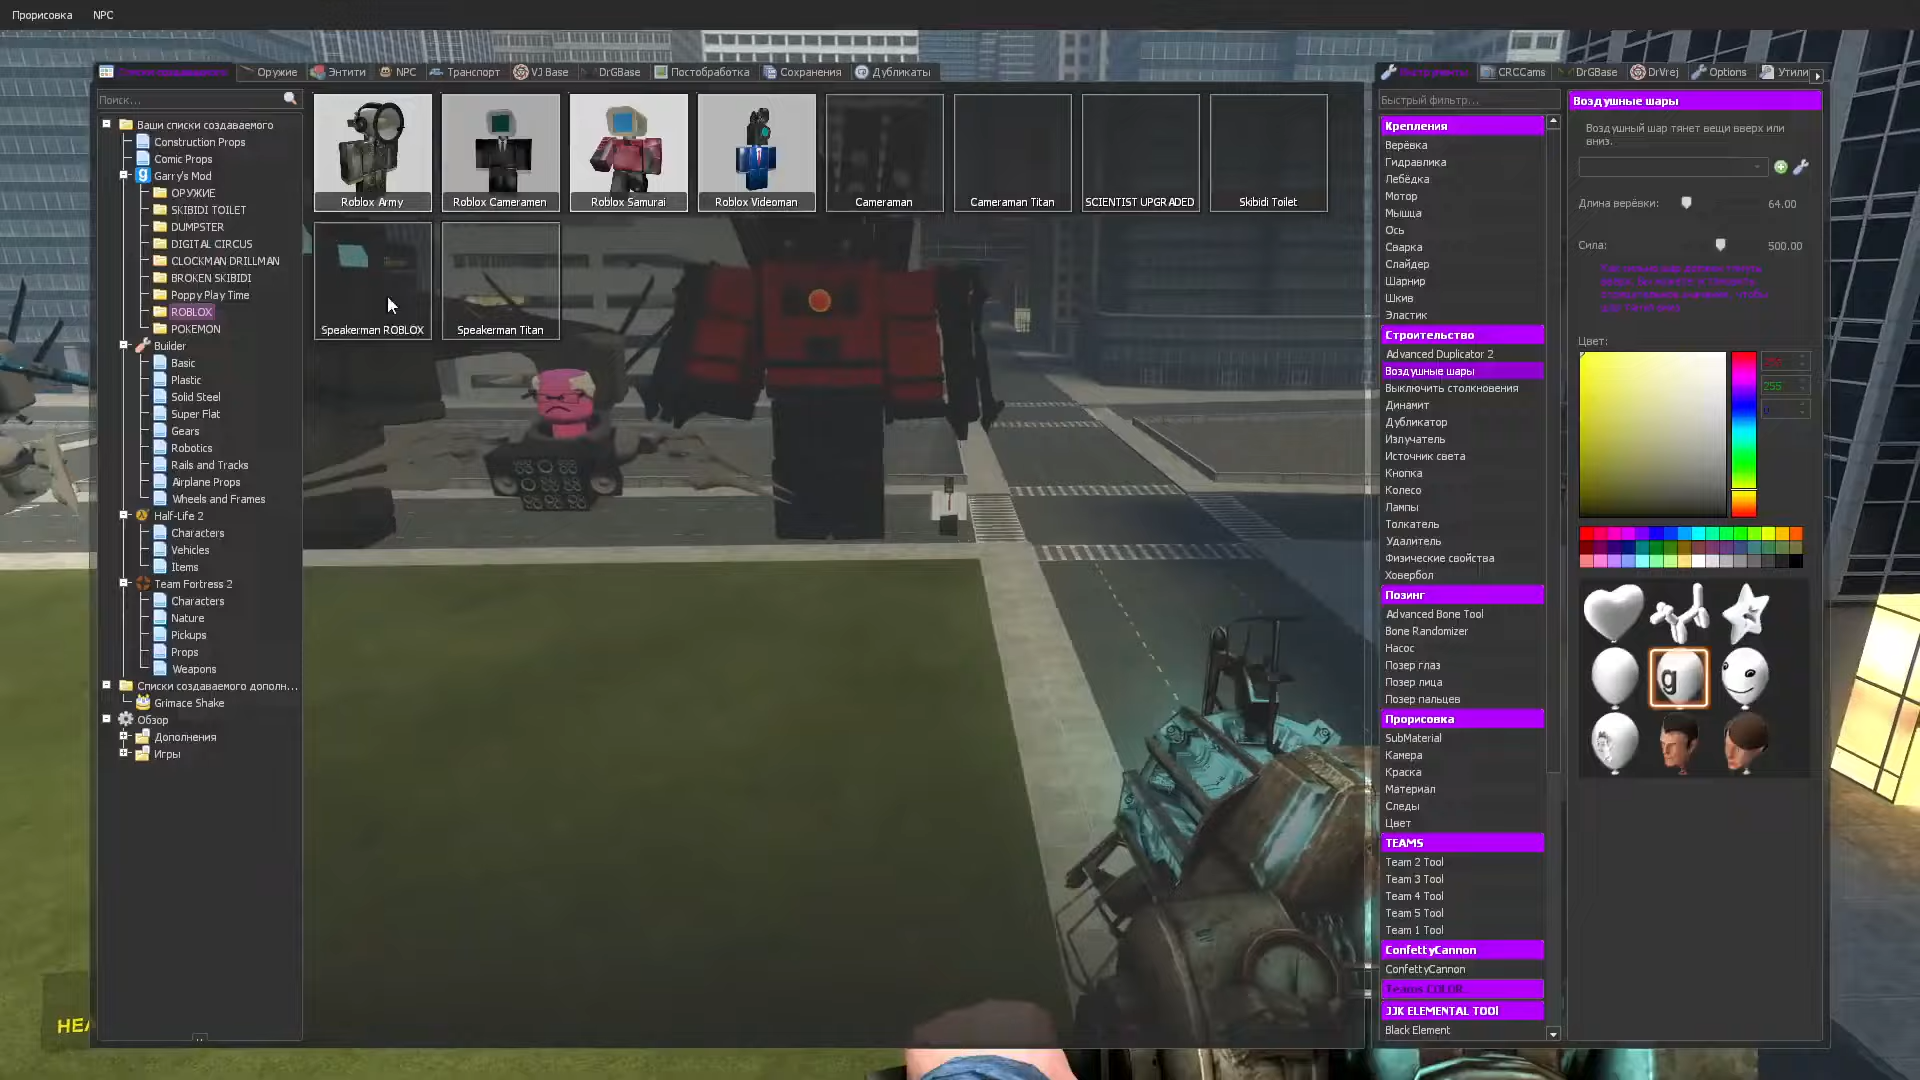 Прорисовка
NPC
Оружие
Энтити
NPC
Транспорт
VJ Base
DrGBase
Постобработка
Сохранения
Дубликаты
Поиск...
Ваши списки создаваемого
Construction Props
Comic Props
Garry's Mod
ОРУЖИЕ
SKIBIDI TOILET
DUMPSTER
DIGITAL CIRCUS
CLOCKMAN DRILLMAN
BROKEN SKIBIDI
Poppy Play Time
ROBLOX
POKEMON
Builder
Basic
Plastic
Solid Steel
Super Flat
Gears
Robotics
Rails and Tracks
Airplane Props
Wheels and Frames
Half-Life 2
Characters
Vehicles
Items
Team Fortress 2
Characters
Nature
Pickups
Props
Weapons
Списки создаваемого дополн...
Grimace Shake
Обзор
Дополнения
Игры
Roblox Army
Roblox Cameramen
Roblox Samurai
Roblox Videoman
Cameraman
Cameraman Titan
SCIENTIST UPGRADED
Skibidi Toilet
Speakerman ROBLOX
Speakerman Titan
HEA
Инструменты
CRCCams
DrGBase
DrVrej
Options
Утили
Быстрый фильтр...
Крепления
Верёвка
Гидравлика
Лебёдка
Мотор
Мышца
Ось
Сварка
Слайдер
Шарнир
Шкив
Эластик
Строительство
Advanced Duplicator 2
Воздушные шары
Выключить столкновения
Динамит
Дубликатор
Излучатель
Источник света
Кнопка
Колесо
Лампы
Толкатель
Удалитель
Физические свойства
Ховербол
Позинг
Advanced Bone Tool
Bone Randomizer
Насос
Позер глаз
Позер лица
Позер пальцев
Прорисовка
SubMaterial
Камера
Краска
Материал
Следы
Цвет
TEAMS
Team 2 Tool
Team 3 Tool
Team 4 Tool
Team 5 Tool
Team 1 Tool
ConfettyCannon
ConfettyCannon
Teams COLOR
JJK ELEMENTAL TOOl
Black Element
Воздушные шары
Воздушный шар тянет вещи вверх или
вниз.
Длина верёвки:
64.00
Сила:
500.00
Цвет:
255
255
0
g